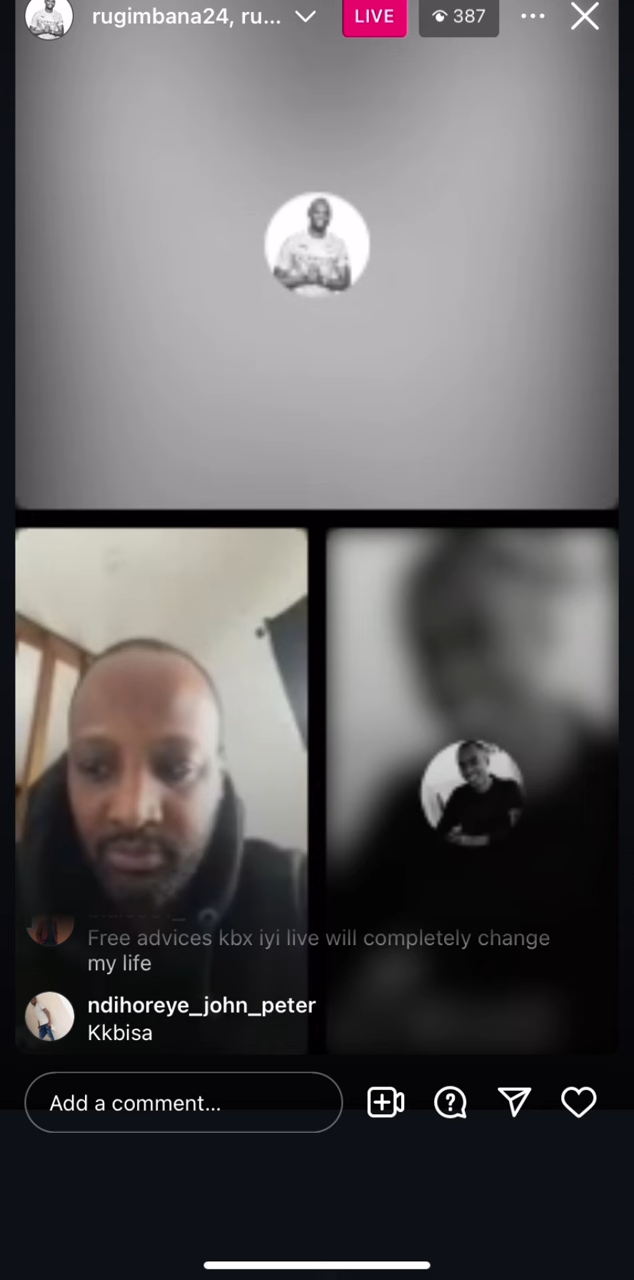 rugimbana24, ru...
LIVE
387
Free advices kbx iyi live will completely change
my life
ndihoreye_john_peter
Kkbisa
Add a comment...